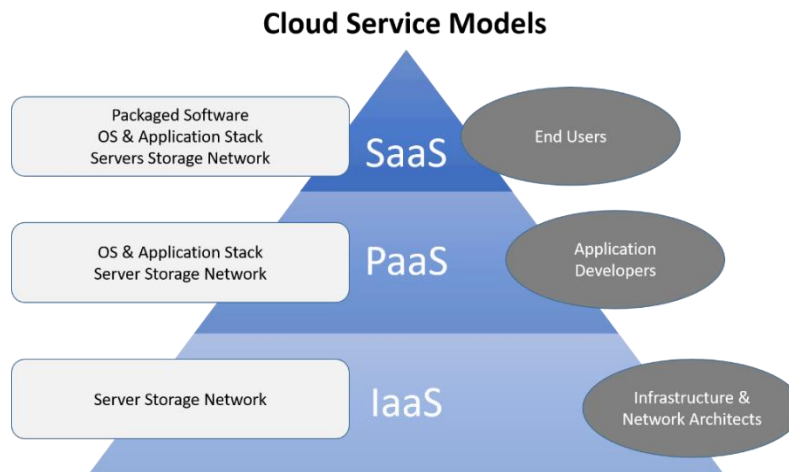 Cloud Service Models
Packaged Software
OS & Application Stack
Servers Storage Network
SaaS
End Users
OS & Application Stack
Server Storage Network
PaaS
Application
Developers
Server Storage Network
IaaS
Infrastructure &
Network Architects